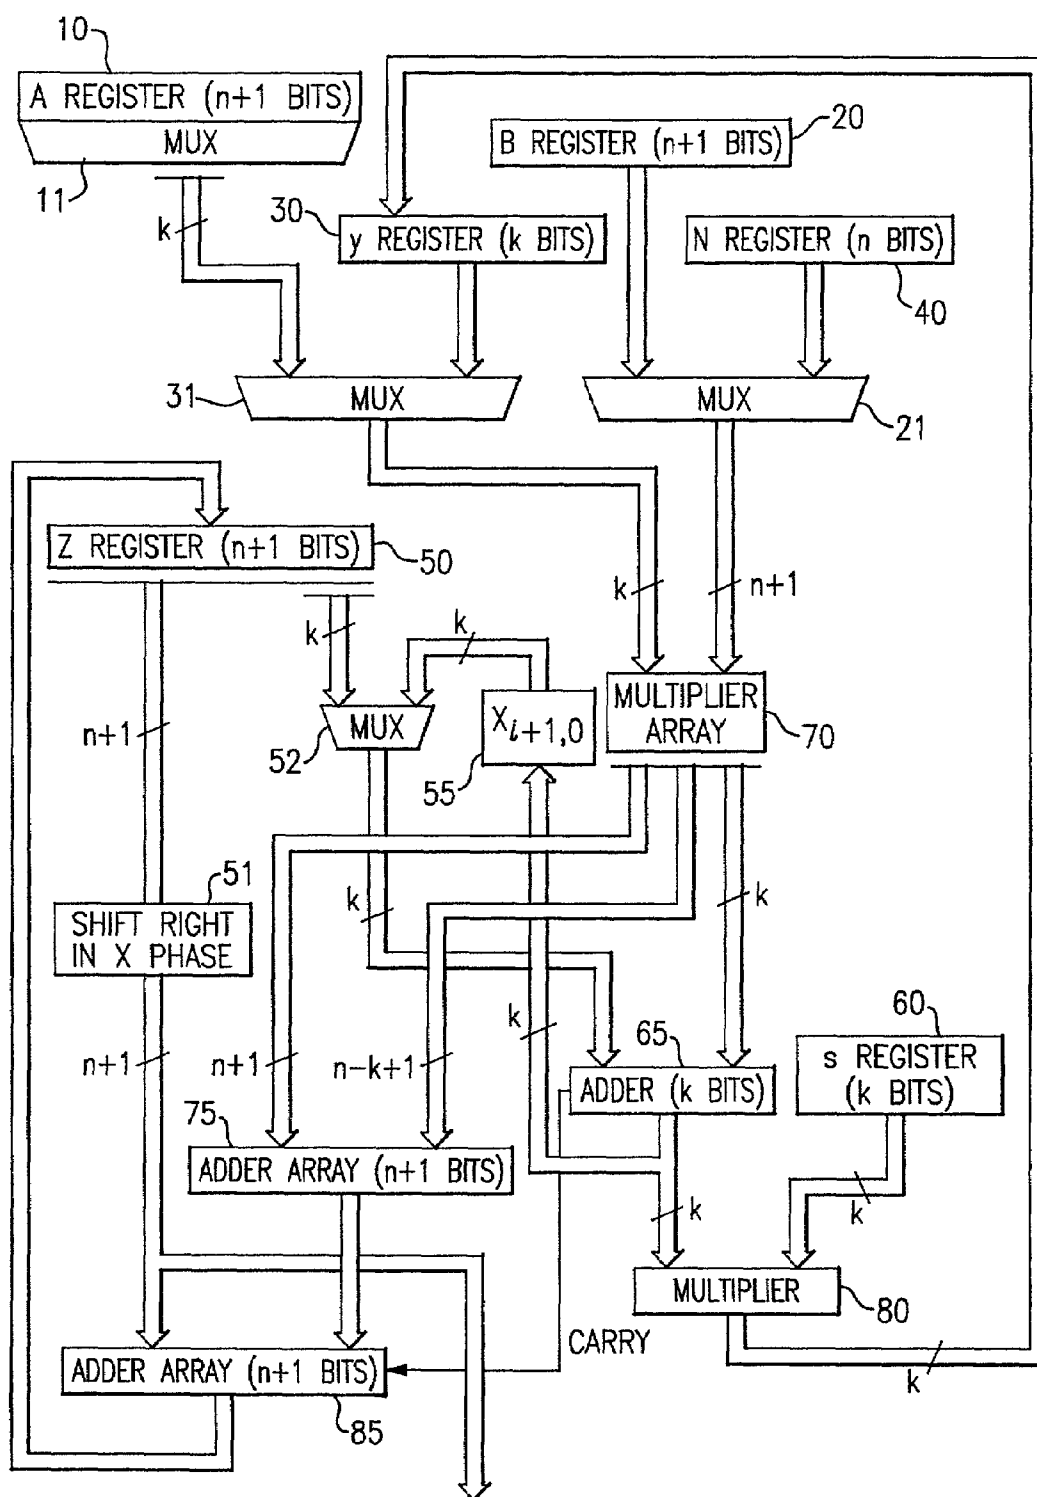 10
A REGISTER (n+1 BITS)
MUX
11
k
20
B REGISTER (n+1 BITS)
30
y REGISTER (k BITS)
N REGISTER (n BITS)
40
31
MUX
MUX
21
Z REGISTER (n+1 BITS)
50
k
n+1
k
k
n+1
MUX
52
X i+1,0
55
MULTIPLIER
ARRAY
70
51
SHIFT RIGHT
IN X PHASE
k
k
n+1
n+1
n-k+1
k
65
ADDER (k BITS)
60
s REGISTER
(k BITS)
75
ADDER ARRAY (n+1 BITS)
k
k
MULTIPLIER
80
CARRY
ADDER ARRAY (n+1 BITS)
85
k